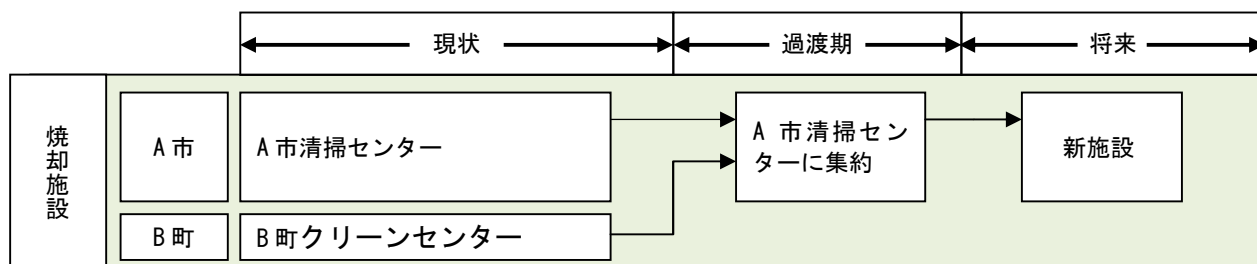 現状
過渡期
将来
焼却施設
A市
A市清掃センター
A 市清掃セン
ターに集約
新施設
B町
B町クリーンセンター